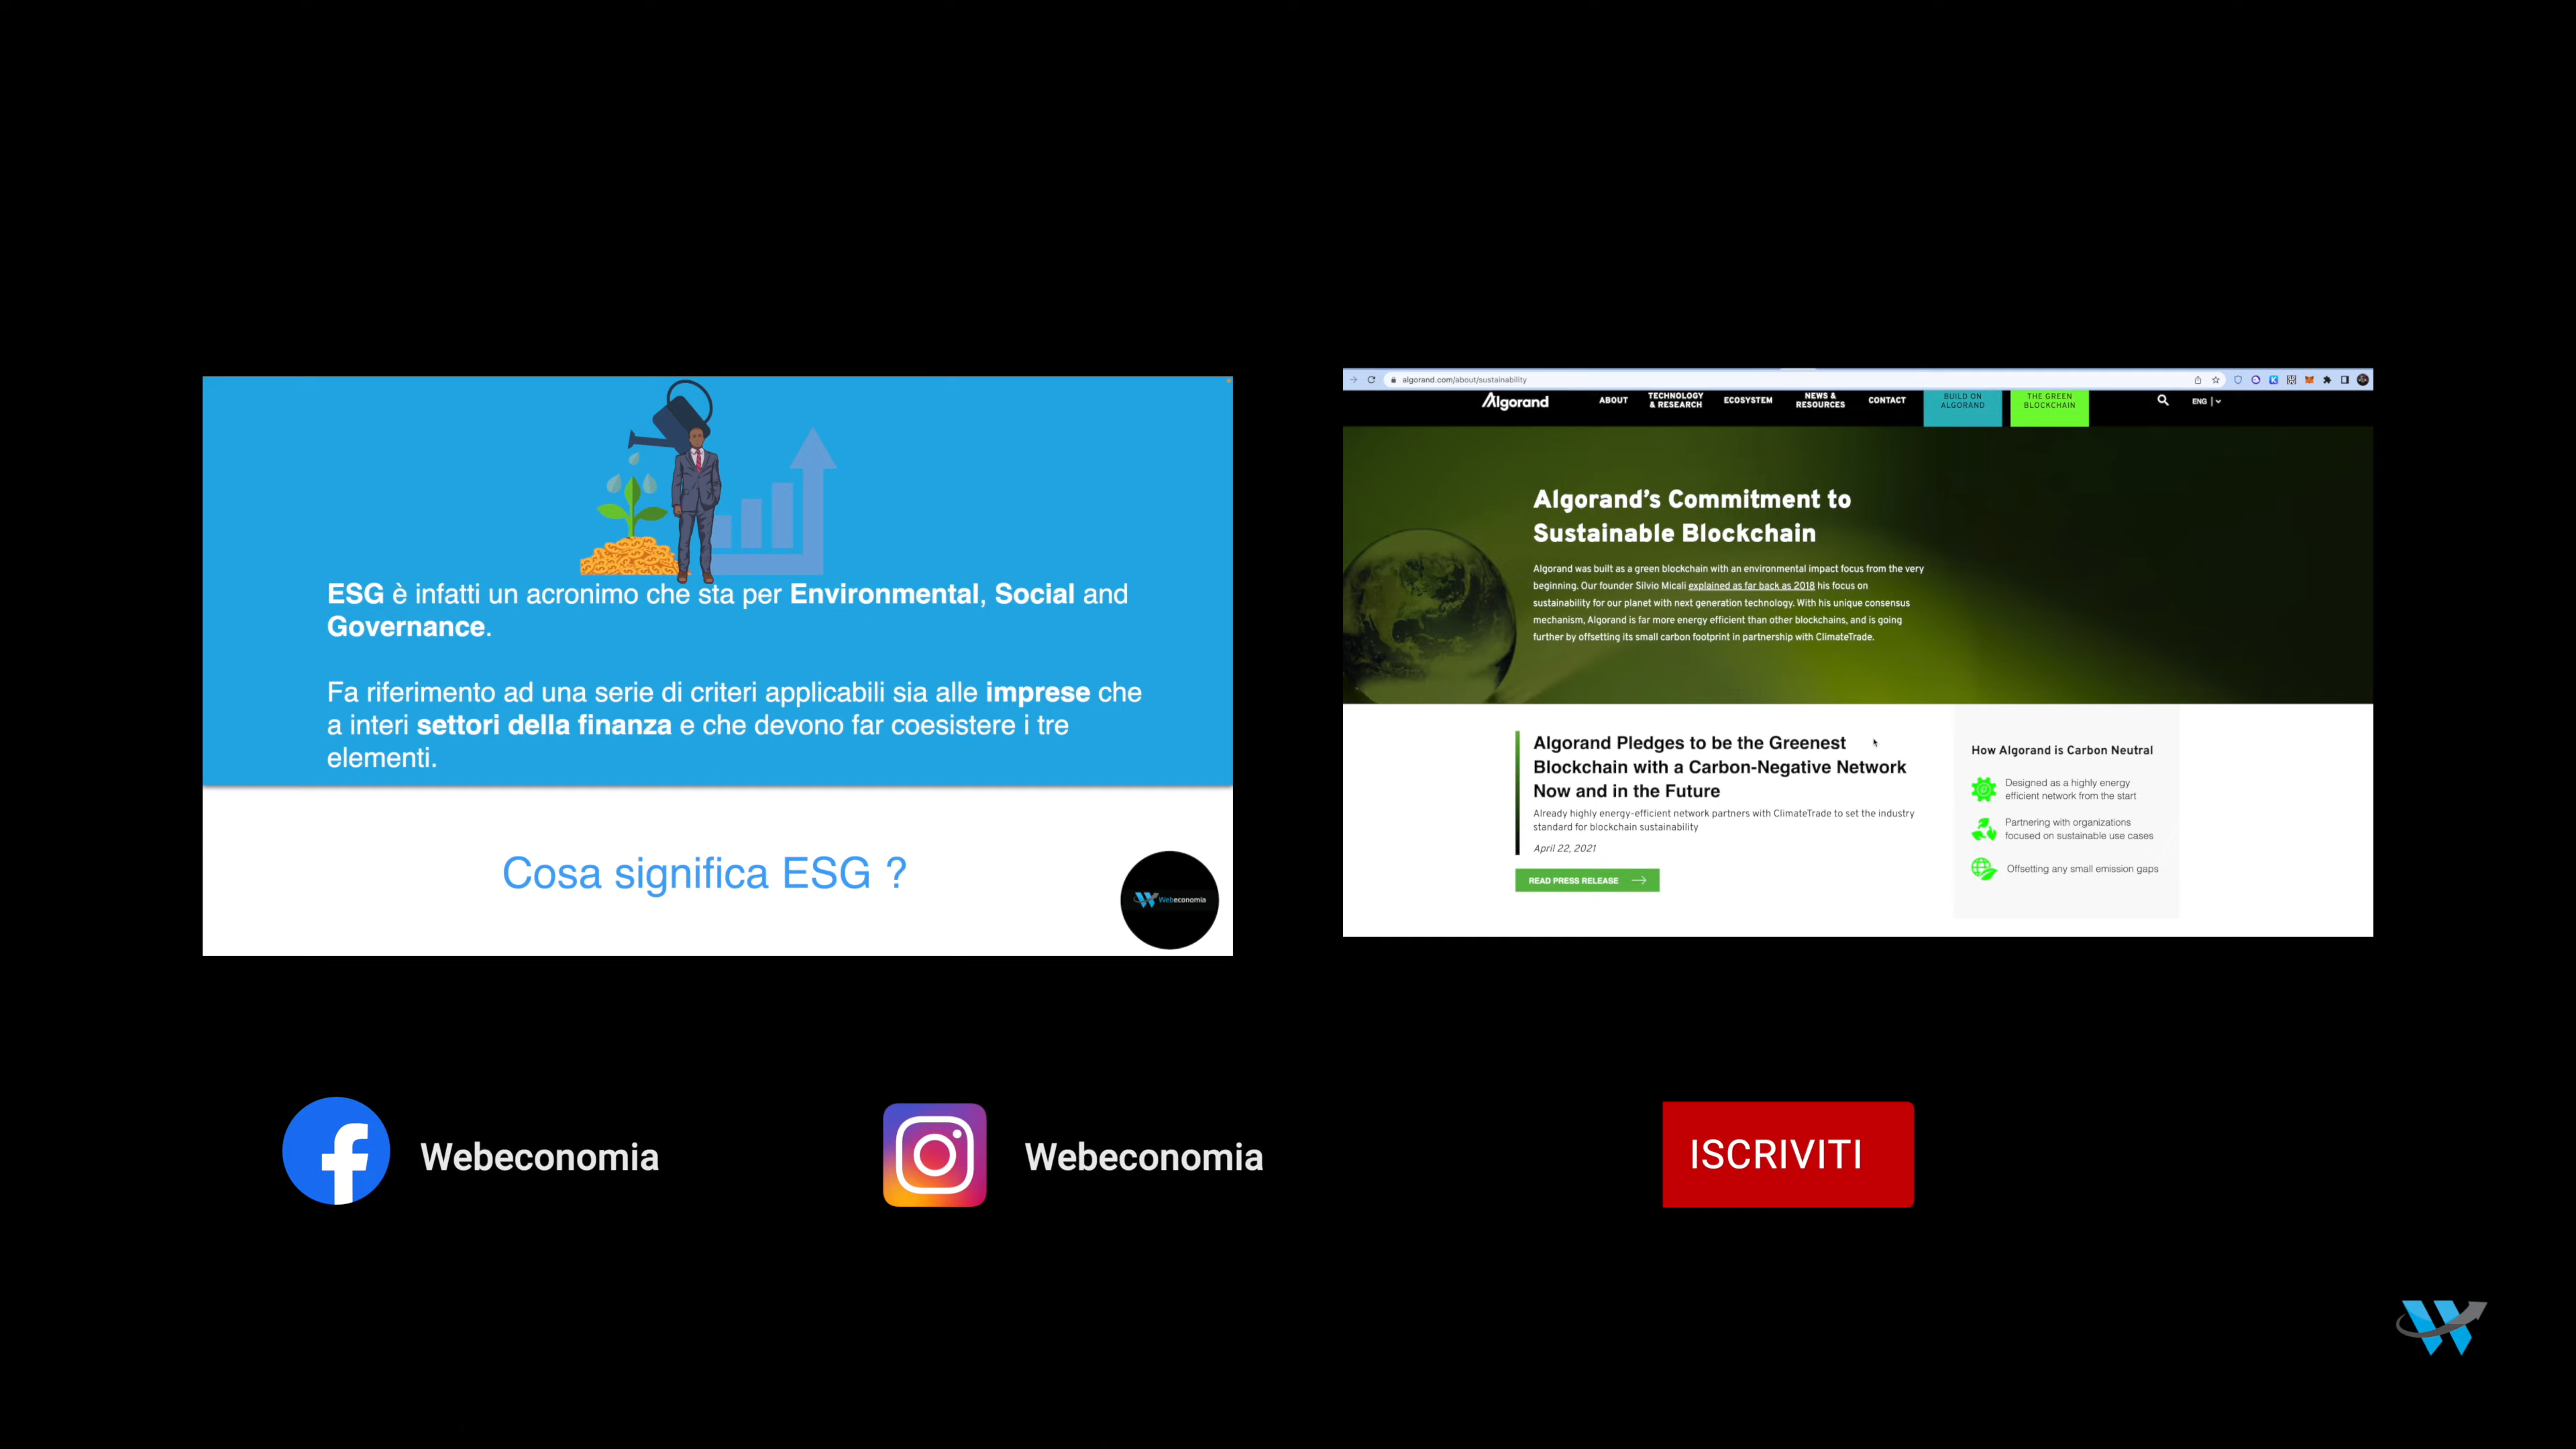 ESG è infatti un acronimo che sta per Environmental, Social and
Governance.
Fa riferimento ad una serie di criteri applicabili sia alle imprese che
a interi settori della finanza e che devono far coesistere i tre
elementi.
Cosa significa ESG ?
Webeconomia
algorand.com/about/sustainability
Algorand
ABOUT
TECHNOLOGY
& RESEARCH
ECOSYSTEM
NEWS &
RESOURCES
CONTACT
BUILD ON
ALGORAND
THE GREEN
BLOCKCHAIN
ENG
Algorand's Commitment to
Sustainable Blockchain
Algorand was built as a green blockchain with an environmental impact focus from the very
beginning. Our founder Silvio Micali explained as far back as 2018 his focus on
sustainability for our planet with next generation technology. With his unique consensus
mechanism, Algorand is far more energy efficient than other blockchains, and is going
further by offsetting its small carbon footprint in partnership with ClimateTrade.
Algorand Pledges to be the Greenest
Blockchain with a Carbon-Negative Network
Now and in the Future
Already highly energy-efficient network partners with ClimateTrade to set the industry
standard for blockchain sustainability
April 22, 2021
READ PRESS RELEASE
How Algorand is Carbon Neutral
Designed as a highly energy
efficient network from the start
Partnering with organizations
focused on sustainable use cases
Offsetting any small emission gaps
Webeconomia
Webeconomia
ISCRIVITI